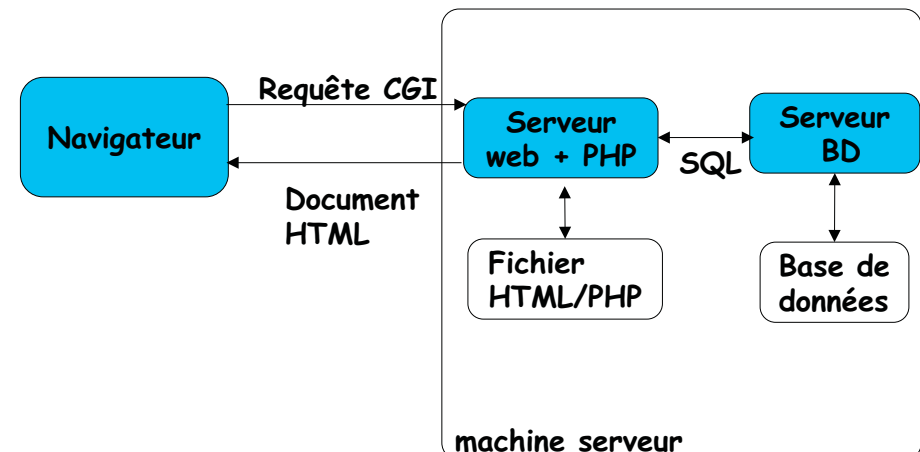 Requête CGI
Navigateur
Serveur
web + PHP
Serveur
BD
SQL
Document
HTML
Fichier
HTML/PHP
Base de
données
machine serveur